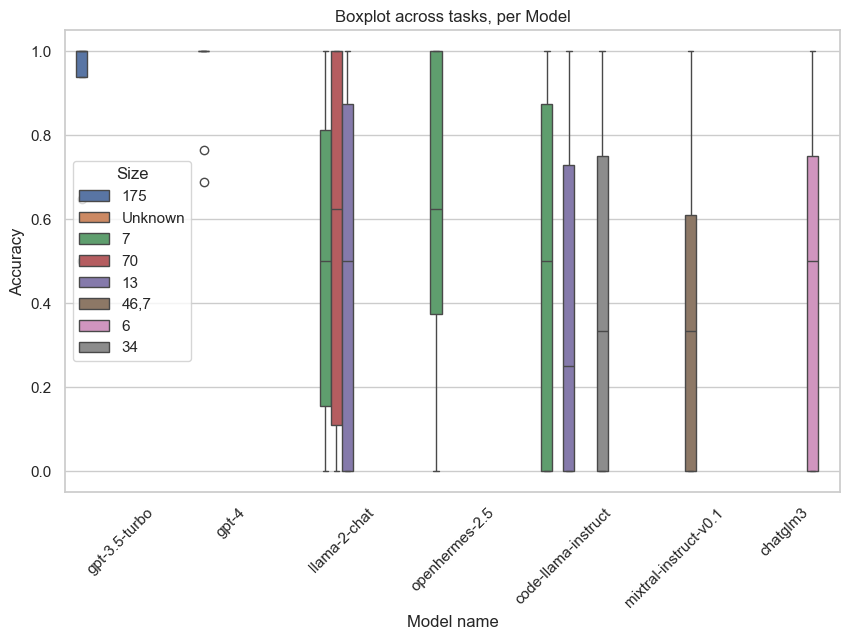 Boxplot across tasks, per Model
1.0
0.8
0.6
0.4
0.2
0.0
Accuracy
Size
175
Unknown
7
70
13
46,7
6
34
gpt-3.5-turbo
gpt-4
llama-2-chat
openhermes-2.5
code-llama-instruct
mixtral-instruct-v0.1
chatglm3
Model name